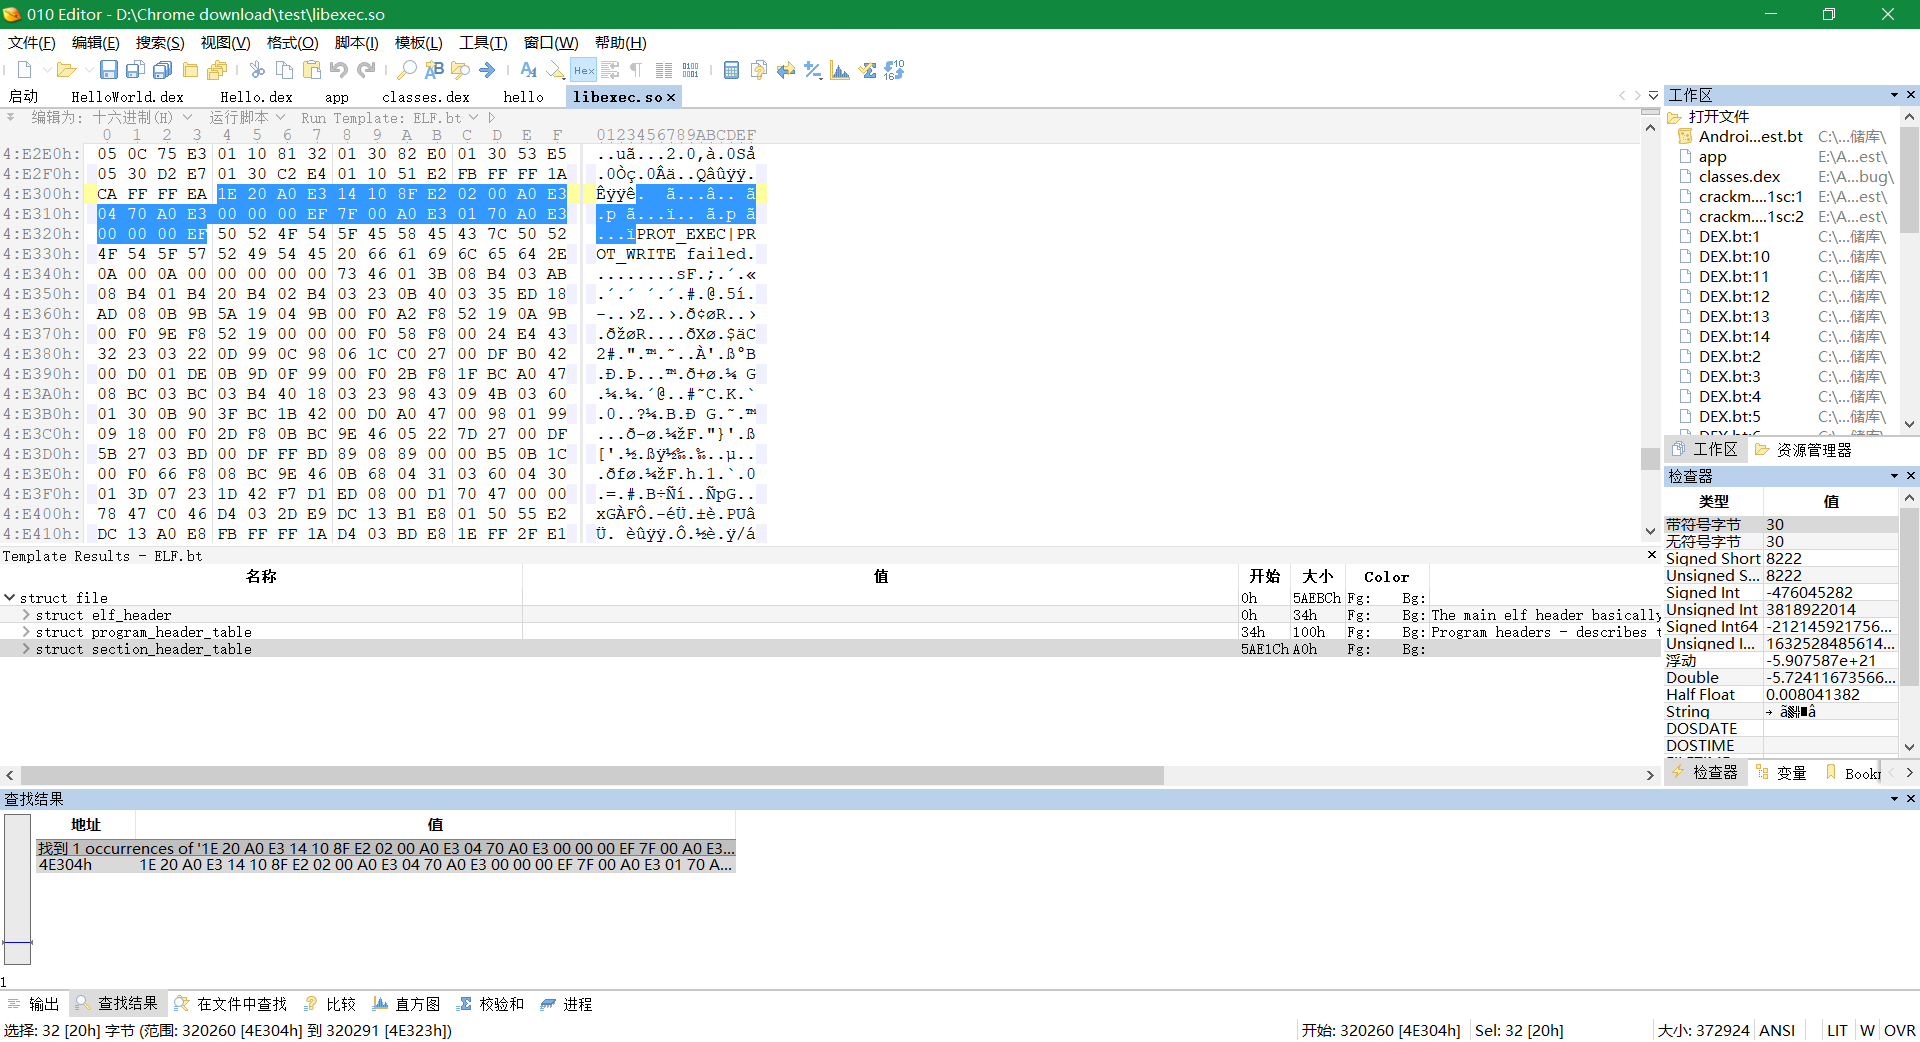 010 Editor - D:\Chrome download\test\libexec.so
文件(F) 编辑(E) 搜索(S) 视图(V) 格式(O) 脚本(I) 模板(L) 工具(T) 窗口(W) 帮助(H)
启动 HelloWorld.dex Hello.dex app classes.dex hello libexec.so
编辑为: 十六进制(H) 运行脚本 Run Template: ELF.bt
0 1 2 3 4 5 6 7 8 9 A B C D E F 0123456789ABCDEF
4:E2E0h: 05 0C 75 E3 01 10 81 32 01 30 82 E0 01 30 53 E5 ..uã...2.0‚à.0Så
4:E2F0h: 05 30 D2 E7 01 30 C2 E4 01 10 51 E2 FB FF FF 1A .0Òç.0Âä..Qâûÿÿ.
4:E300h: CA FF FF EA 1E 20 A0 E3 14 10 8F E2 02 00 A0 E3 Êÿÿê. ã...â.. ã
4:E310h: 04 70 A0 E3 00 00 00 EF 7F 00 A0 E3 01 70 A0 E3 .p ã...ï.. ã.p ã
4:E320h: 00 00 00 EF 50 52 4F 54 5F 45 58 45 43 7C 50 52 ...ïPROT_EXEC|PR
4:E330h: 4F 54 5F 57 52 49 54 45 20 66 61 69 6C 65 64 2E OT_WRITE failed.
4:E340h: 0A 00 0A 00 00 00 00 00 73 46 01 3B 08 B4 03 AB ........sF.;.´.«
4:E350h: 08 B4 01 B4 20 B4 02 B4 03 23 0B 40 03 35 ED 18 .´.´ ´.´.#.@.5í.
4:E360h: AD 08 0B 9B 5A 19 04 9B 00 F0 A2 F8 52 19 0A 9B -..›Z..›.ð¢øR..›
4:E370h: 00 F0 9E F8 52 19 00 00 00 F0 58 F8 00 24 E4 43 .ðžøR....ðXø.$äC
4:E380h: 32 23 03 22 0D 99 0C 98 06 1C C0 27 00 DF B0 42 2#.".™.˜..À'.ß°B
4:E390h: 00 D0 01 DE 0B 9D 0F 99 00 F0 2B F8 1F BC A0 47 .Ð.Þ...™.ð+ø.¼ G
4:E3A0h: 08 BC 03 BC 03 B4 40 18 03 23 98 43 09 4B 03 60 .¼.¼.´@..#˜C.K.`
4:E3B0h: 01 30 0B 90 3F BC 1B 42 00 D0 A0 47 00 98 01 99 .0..?¼.B.Ð G.˜.™
4:E3C0h: 09 18 00 F0 2D F8 0B BC 9E 46 05 22 7D 27 00 DF ...ð-ø.¼žF."}'.ß
4:E3D0h: 5B 27 03 BD 00 DF FF BD 89 08 89 00 00 B5 0B 1C ['.½.ßÿ½‰.‰..µ..
4:E3E0h: 00 F0 66 F8 08 BC 9E 46 0B 68 04 31 03 60 04 30 .ðfø.¼žF.h.1.`.0
4:E3F0h: 01 3D 07 23 1D 42 F7 D1 ED 08 00 D1 70 47 00 00 .=.#.B÷Ñí..ÑpG..
4:E400h: 78 47 C0 46 D4 03 2D E9 DC 13 B1 E8 01 50 55 E2 xGÀFÔ.-éÜ.±è.PUâ
4:E410h: DC 13 A0 E8 FB FF FF 1A D4 03 BD E8 1E FF 2F E1 Ü. èûÿÿ.Ô.½è.ÿ/á
Template Results - ELF.bt
名称 值 开始 大小 Color
struct file 0h 5AEBCh Fg: Bg:
struct elf_header 0h 34h Fg: Bg: The main elf header basically
struct program_header_table 34h 100h Fg: Bg: Program headers - describes t
struct section_header_table 5AE1Ch A0h Fg: Bg:
查找结果
地址 值
找到 1 occurrences of '1E 20 A0 E3 14 10 8F E2 02 00 A0 E3 04 70 A0 E3 00 00 00 EF 7F 00 A0 E3...
4E304h 1E 20 A0 E3 14 10 8F E2 02 00 A0 E3 04 70 A0 E3 00 00 00 EF 7F 00 A0 E3 01 70 A...
1
输出 查找结果 在文件中查找 比较 直方图 校验和 进程
选择: 32 [20h] 字节 (范围: 320260 [4E304h] 到 320291 [4E323h])
开始: 320260 [4E304h] Sel: 32 [20h] 大小: 372924 ANSI LIT W OVR
工作区
打开文件
Androi...est.bt C:\...储库\
app E:\A...est\
classes.dex E:\A...bug\
crackm....1sc:1 E:\A...est\
crackm....1sc:2 E:\A...est\
DEX.bt:1 C:\...储库\
DEX.bt:10 C:\...储库\
DEX.bt:11 C:\...储库\
DEX.bt:12 C:\...储库\
DEX.bt:13 C:\...储库\
DEX.bt:14 C:\...储库\
DEX.bt:2 C:\...储库\
DEX.bt:3 C:\...储库\
DEX.bt:4 C:\...储库\
DEX.bt:5 C:\...储库\
工作区 资源管理器
检查器
类型 值
带符号字节 30
无符号字节 30
Signed Short 8222
Unsigned S... 8222
Signed Int -476045282
Unsigned Int 3818922014
Signed Int64 -212145921756...
Unsigned I... 1632528485614...
浮动 -5.907587e+21
Double -5.72411673566...
Half Float 0.008041382
String
DOSDATE
DOSTIME
检查器 变量 Bookr